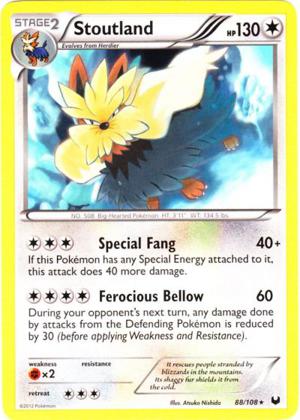 STAGE2 Stoutland HP130
Evolves from Herdier
NO. 508 Big-Hearted Pokémon HT. 3'11" WT. 134.5 lbs.
Special Fang 40+
If this Pokémon has any Special Energy attached to it,
this attack does 40 more damage.
Ferocious Bellow 60
During your opponent's next turn, any damage done
by attacks from the Defending Pokémon is reduced
by 30 (before applying Weakness and Resistance).
weakness resistance
×2
retreat
It rescues people stranded by
blizzards in the mountains.
Its shaggy fur shields it from
the cold.
©2012 Pokémon Illus. Atsuko Nishida 88/108